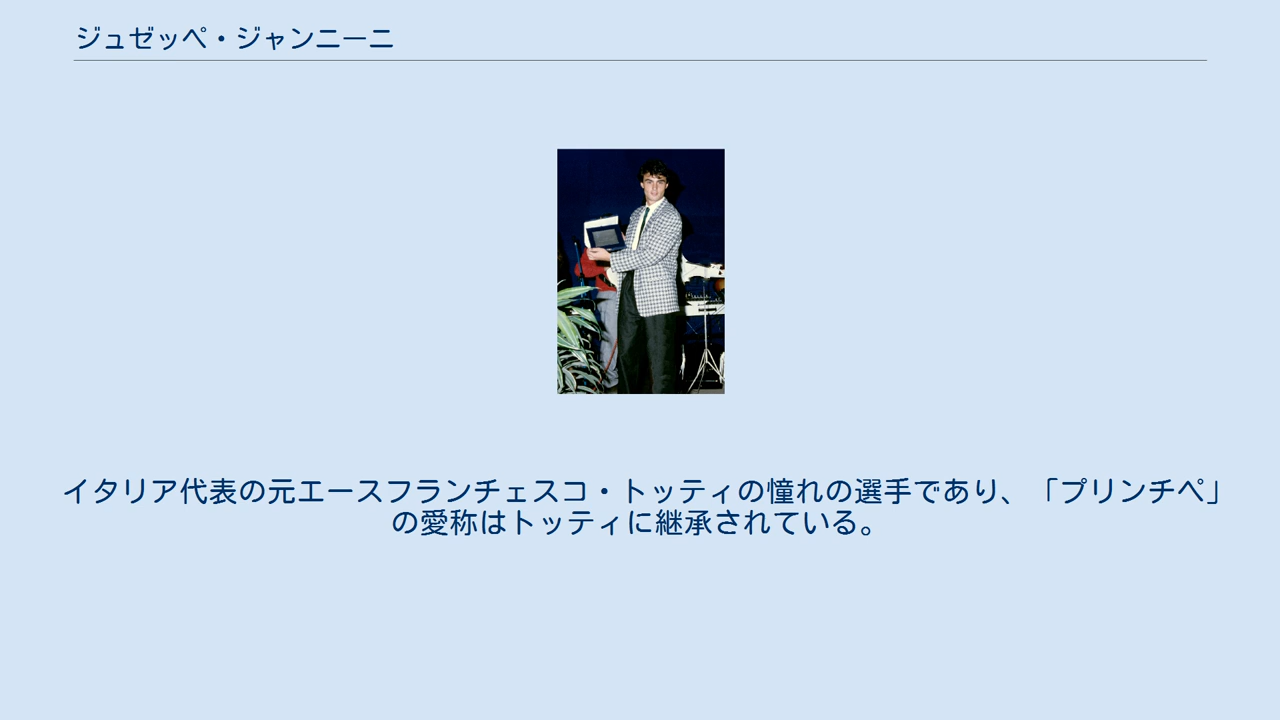 ジュゼッペ・ジャンニーニ
イタリア代表の元エースフランチェスコ・トッティの憧れの選手であり、「プリンチペ」
の愛称はトッティに継承されている。